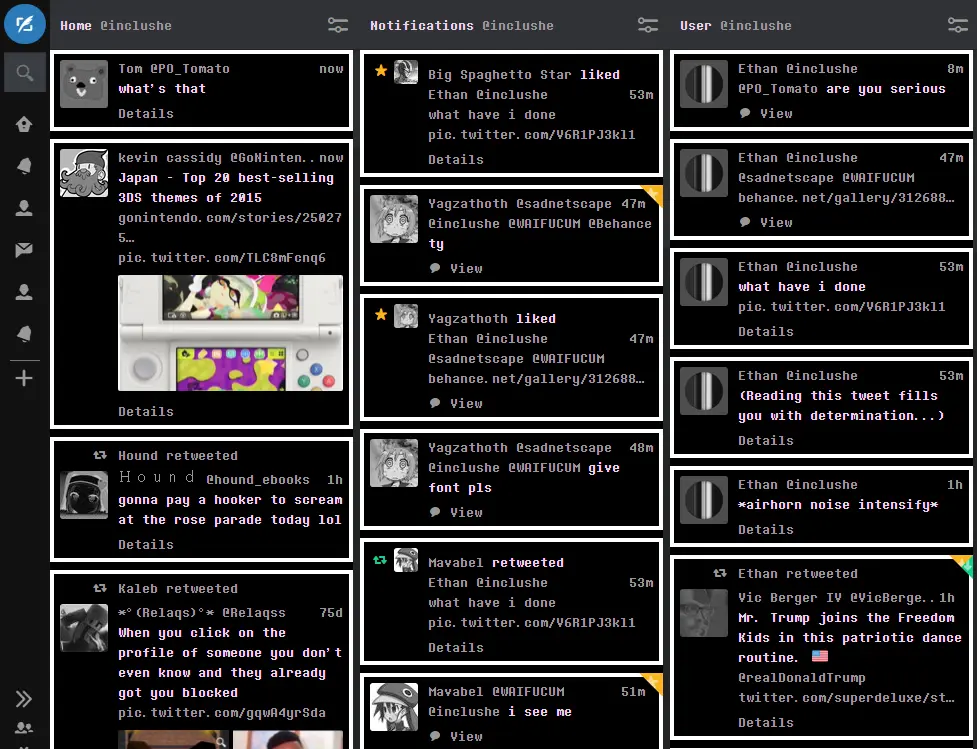 Home @inclushe
Tom @PO_Tomato now
what's that
Details
kevin cassidy @GoNinten.. now
Japan - Top 20 best-selling
3DS themes of 2015
gonintendo.com/stories/25027
5…
pic.twitter.com/TLC8mFcnq6
Details
Hound retweeted
Hound @hound_ebooks 1h
gonna pay a hooker to scream
at the rose parade today lol
Details
Kaleb retweeted
*°(Relaqs)°* @Relaqss 75d
When you click on the
profile of someone you don't
even know and they already
got you blocked
pic.twitter.com/gqwA4yrSda
Notifications @inclushe
Big Spaghetto Star liked
Ethan @inclushe 53m
what have i done
pic.twitter.com/V6R1PJ3kl1
Details
Yagzathoth @sadnetscape 47m
@inclushe @WAIFUCUM @Behance
ty
View
Yagzathoth liked
Ethan @inclushe 47m
@sadnetscape @WAIFUCUM
behance.net/gallery/312688…
View
Yagzathoth @sadnetscape 48m
@inclushe @WAIFUCUM give
font pls
View
Mavabel retweeted
Ethan @inclushe 53m
what have i done
pic.twitter.com/V6R1PJ3kl1
Details
Mavabel @WAIFUCUM 51m
@inclushe i see me
View
User @inclushe
Ethan @inclushe 8m
@PO_Tomato are you serious
View
Ethan @inclushe 47m
@sadnetscape @WAIFUCUM
behance.net/gallery/312688…
View
Ethan @inclushe 53m
what have i done
pic.twitter.com/V6R1PJ3kl1
Details
Ethan @inclushe 53m
(Reading this tweet fills
you with determination...)
Details
Ethan @inclushe 1h
*airhorn noise intensify*
Details
Ethan retweeted
Vic Berger IV @VicBerge.. 1h
Mr. Trump joins the Freedom
Kids in this patriotic dance
routine. 🇺🇸
@realDonaldTrump
twitter.com/superdeluxe/st…
Details